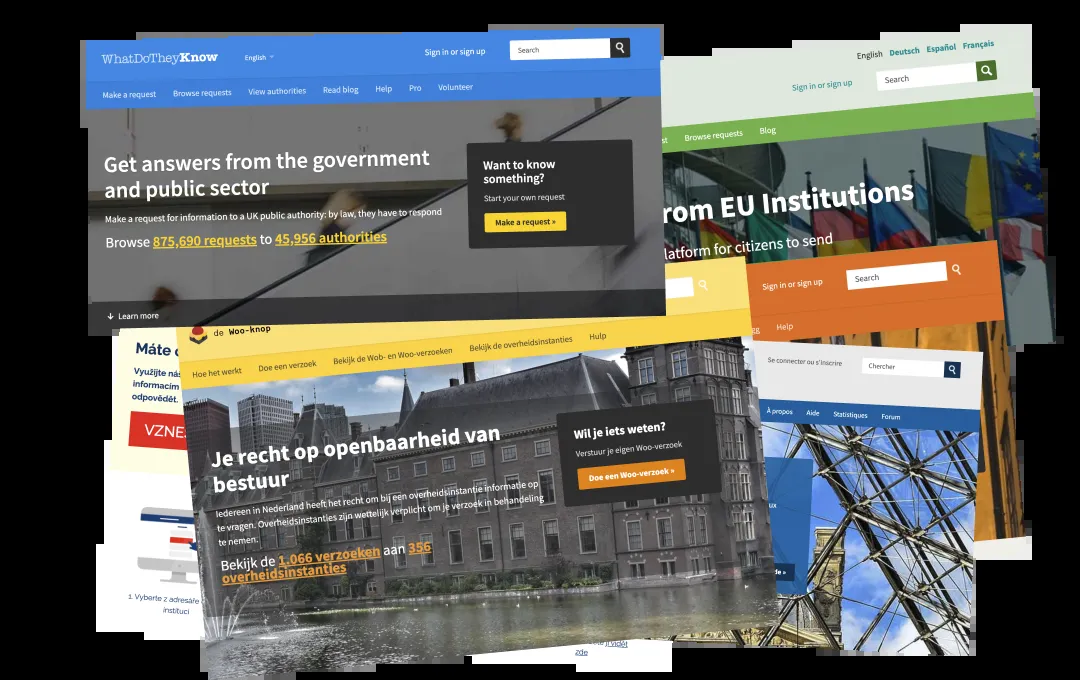 WhatDoTheyKnow
English
Sign in or sign up
Search
Make a request
Browse requests
View authorities
Read blog
Help
Pro
Volunteer
Get answers from the government
and public sector
Make a request for information to a UK public authority: by law, they have to respond
Browse 875,690 requests to 45,956 authorities
Want to know
something?
Start your own request
Make a request »
Learn more
English
Deutsch
Español
Français
Sign in or sign up
Search
Browse requests
Blog
EU Institutions
for citizens to send
Sign in or sign up
Search
Help
de Woo-knop
Hoe het werkt
Doe een verzoek
Bekijk de Wob- en Woo-verzoeken
Bekijk de overheidsinstanties
Hulp
Je recht op openbaarheid van
bestuur
Iedereen in Nederland heeft het recht om bij een overheidsinstantie informatie op
te vragen. Overheidsinstanties zijn wettelijk verplicht om je verzoek in behandeling
te nemen.
Bekijk de 1,066 verzoeken aan 356
overheidsinstanties
Wil je iets weten?
Verstuur je eigen Woo-verzoek
Doe een Woo-verzoek »
Se connecter ou s'inscrire
Chercher
À propos
Aide
Statistiques
Forum
Máte
Využijte
informacím
odpovědět.
1. Vyberte z adresáře
institucí
vidět
zde